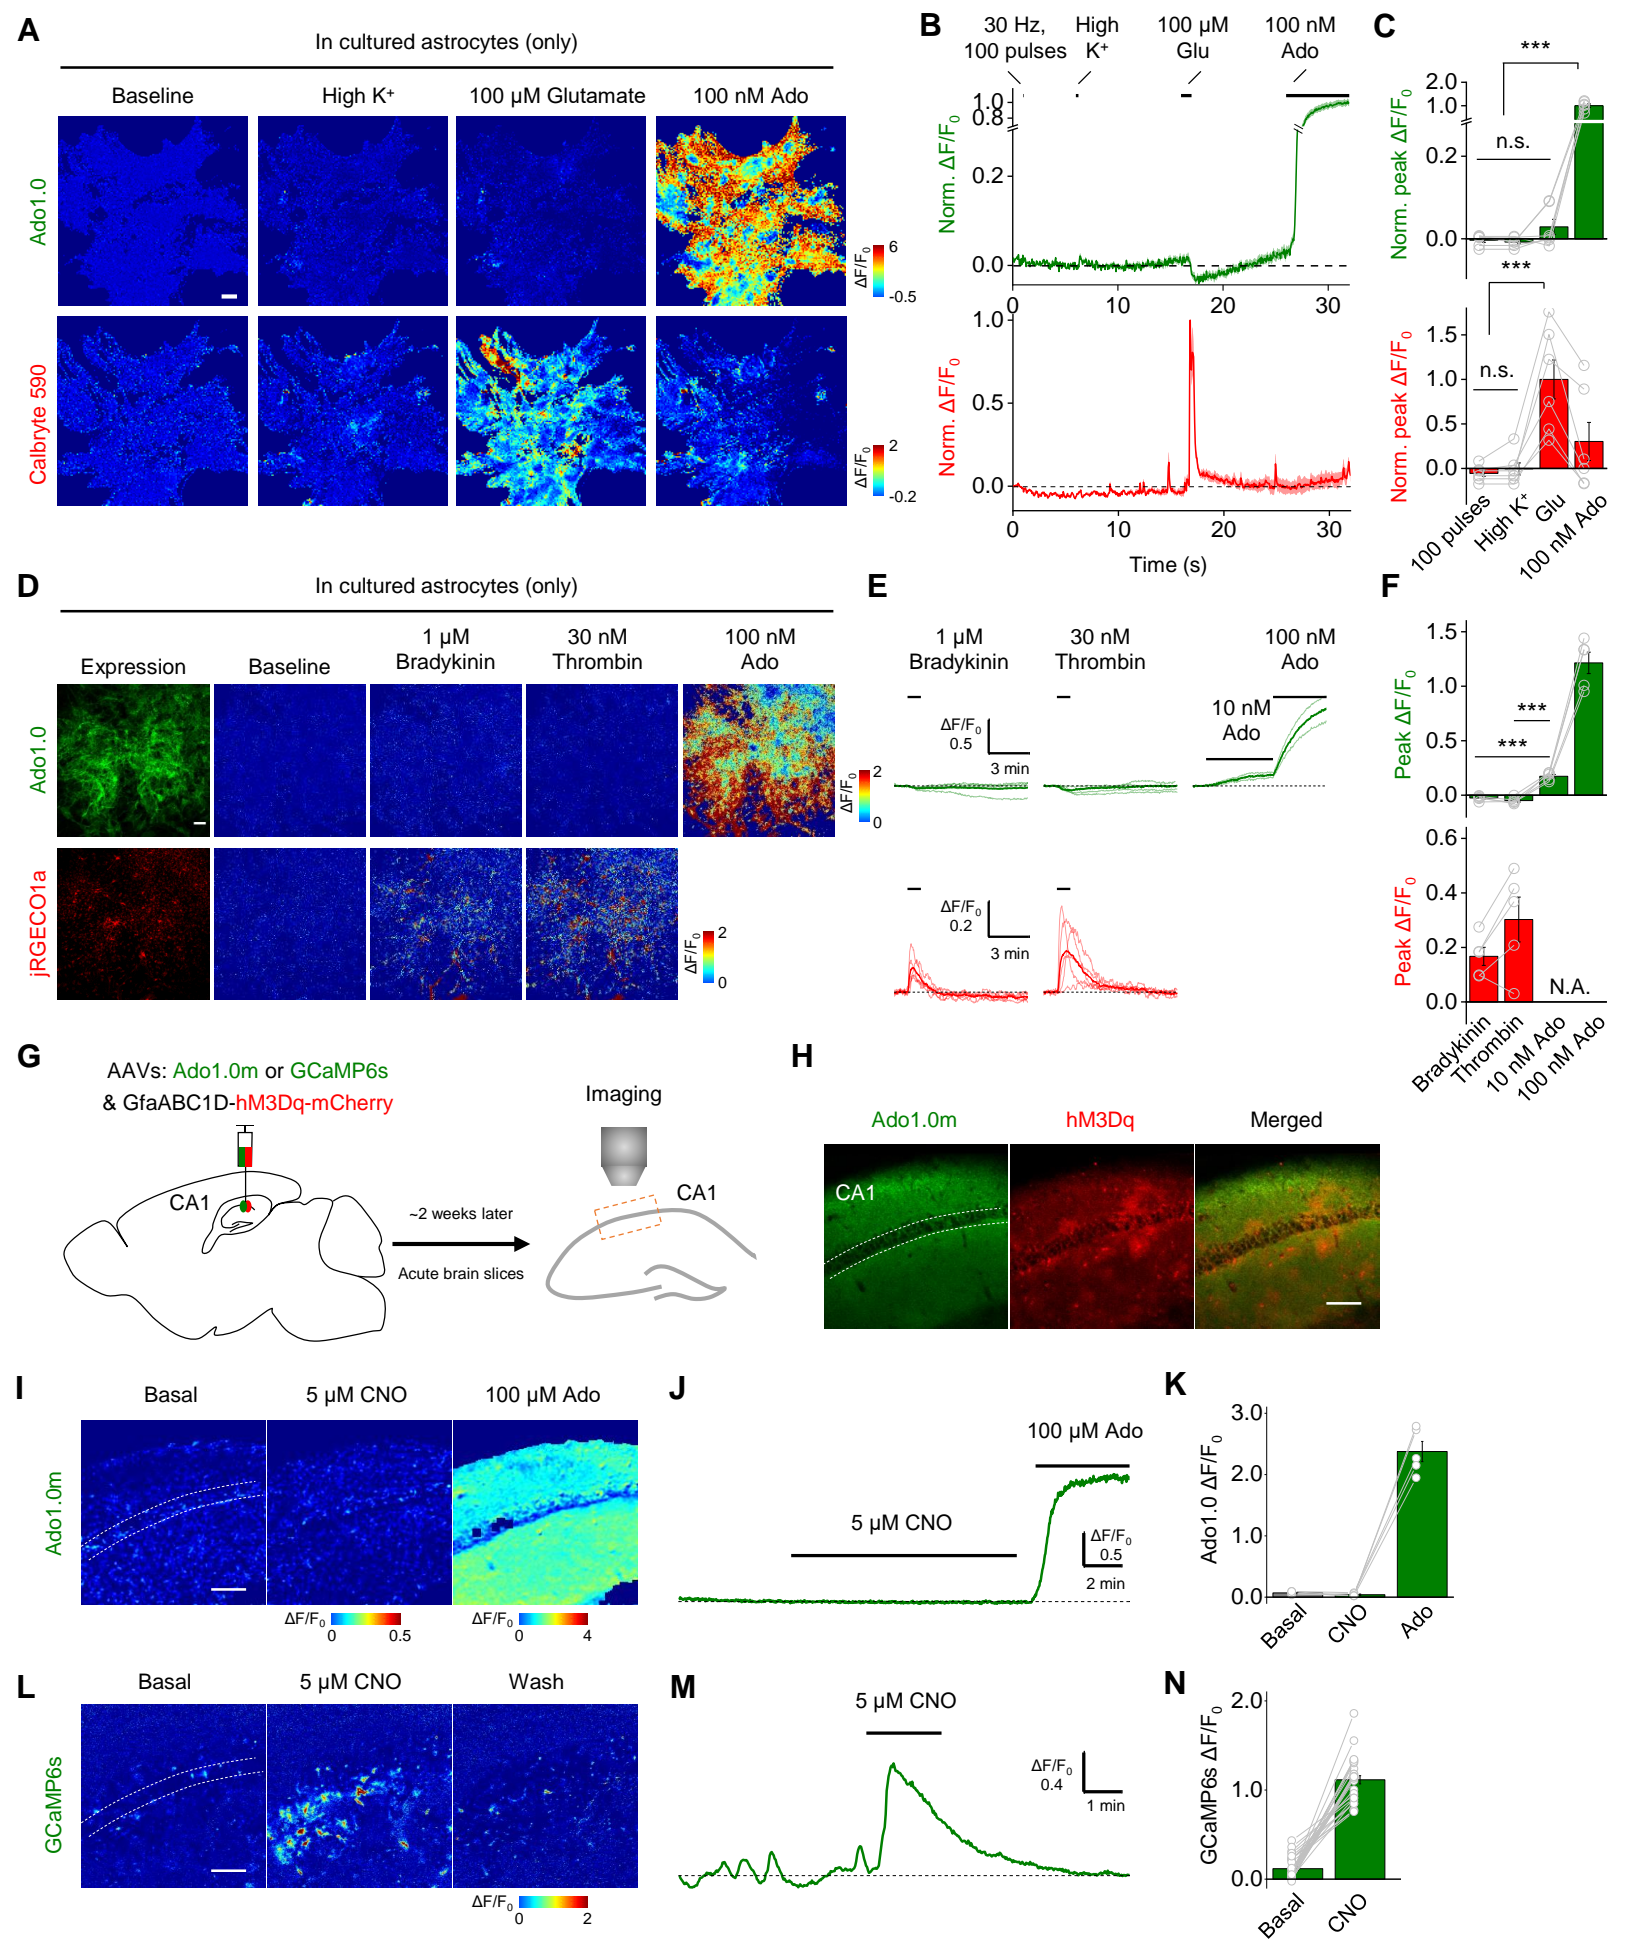 A
In cultured astrocytes (only)
Baseline
High K⁺
100 µM Glutamate
100 nM Ado
Ado1.0
ΔF/F₀
6
-0.5
Calbryte 590
ΔF/F₀
2
-0.2
B
30 Hz,
100 pulses
High
K⁺
100 µM
Glu
100 nM
Ado
Norm. ΔF/F₀
1.0
0.8
0.2
0.0
0
10
20
30
Norm. ΔF/F₀
1.0
0.5
0.0
0
10
20
30
Time (s)
C
***
Norm. peak ΔF/F₀
2.0
1.0
n.s.
0.2
0.0
***
Norm. peak ΔF/F₀
1.5
n.s.
1.0
0.5
0.0
100 pulses
High K⁺
Glu
100 nM Ado
D
In cultured astrocytes (only)
Expression
Baseline
1 µM
Bradykinin
30 nM
Thrombin
100 nM
Ado
Ado1.0
ΔF/F₀
2
0
jRGECO1a
ΔF/F₀
2
0
E
1 µM
Bradykinin
30 nM
Thrombin
100 nM
Ado
10 nM
Ado
ΔF/F₀
0.5
3 min
ΔF/F₀
0.2
3 min
F
Peak ΔF/F₀
1.5
1.0
***
0.5
***
0.0
Peak ΔF/F₀
0.6
0.4
0.2
N.A.
0.0
Bradykinin
Thrombin
10 nM Ado
100 nM Ado
G
AAVs: Ado1.0m or GCaMP6s
& GfaABC1D-hM3Dq-mCherry
CA1
~2 weeks later
Acute brain slices
Imaging
CA1
H
Ado1.0m
hM3Dq
Merged
CA1
I
Basal
5 µM CNO
100 µM Ado
Ado1.0m
ΔF/F₀
0
0.5
ΔF/F₀
0
4
J
100 µM Ado
5 µM CNO
ΔF/F₀
0.5
2 min
K
Ado1.0 ΔF/F₀
3.0
2.0
1.0
0.0
Basal
CNO
Ado
L
Basal
5 µM CNO
Wash
GCaMP6s
ΔF/F₀
0
2
M
5 µM CNO
ΔF/F₀
0.4
1 min
N
GCaMP6s ΔF/F₀
2.0
1.0
0.0
Basal
CNO